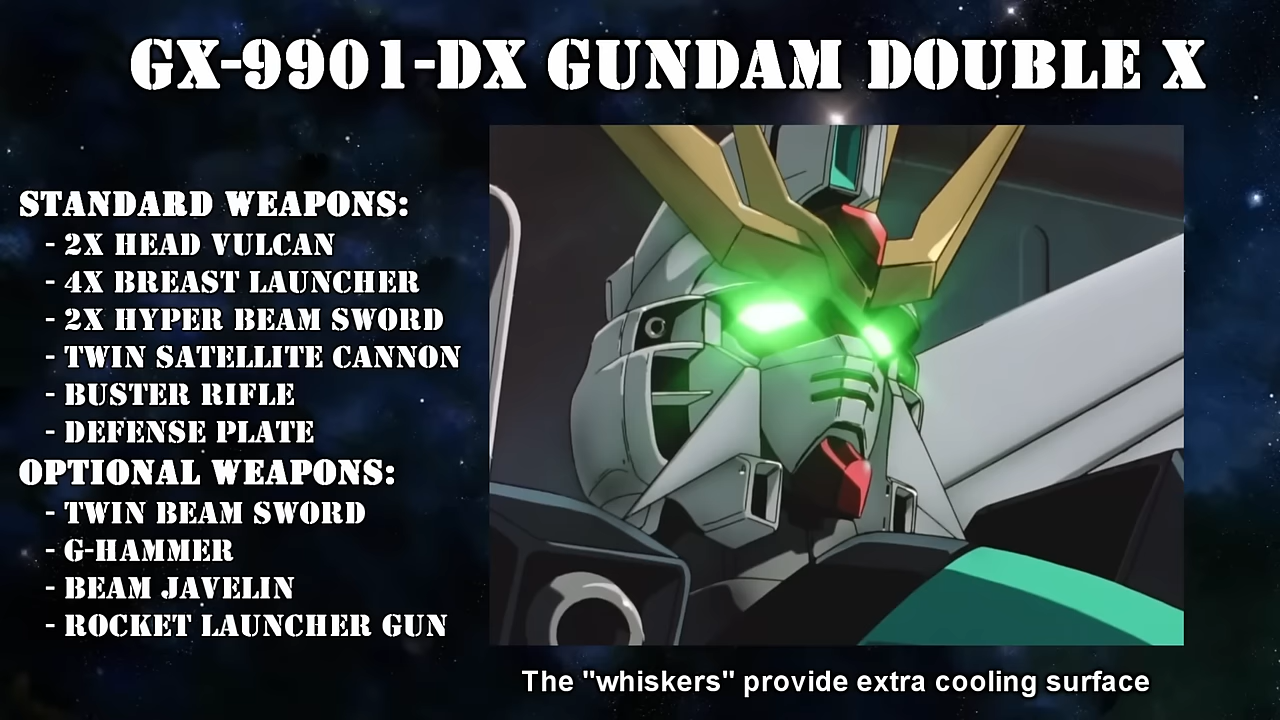 GX-9901-DX GUNDAM DOUBLE X
STANDARD WEAPONS:
- 2X HEAD VULCAN
- 4X BREAST LAUNCHER
- 2X HYPER BEAM SWORD
- TWIN SATELLITE CANNON
- BUSTER RIFLE
- DEFENSE PLATE
OPTIONAL WEAPONS:
- TWIN BEAM SWORD
- G-HAMMER
- BEAM JAVELIN
- ROCKET LAUNCHER GUN
The "whiskers" provide extra cooling surface